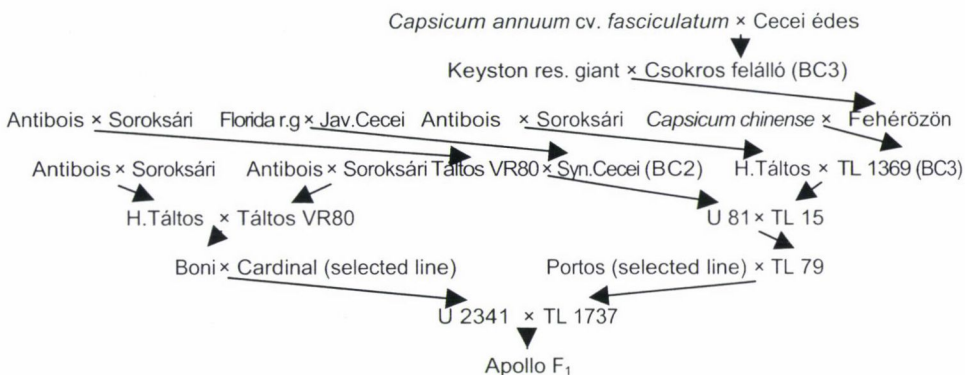 Capsicum annuum cv. fasciculatum × Cecei édes
Keyston res. giant × Csokros felálló (BC3)
Antibois × Soroksári Florida r.g × Jav.Cecei Antibois × Soroksári Capsicum chinense × Fehérözön
Antibois × Soroksári Antibois × Soroksári Táltos VR80 × Syn.Cecei (BC2) H.Táltos × TL 1369 (BC3)
H.Táltos × Táltos VR80 U 81 × TL 15
Boni × Cardinal (selected line) Portos (selected line) × TL 79
U 2341 × TL 1737
Apollo F₁